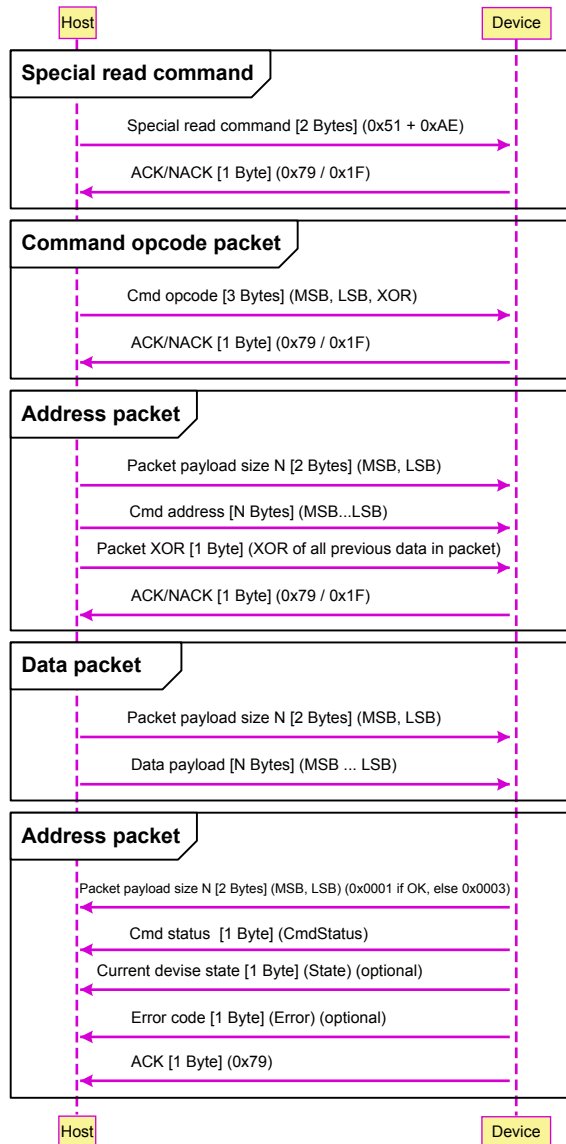 Host
Device
Special read command
Special read command [2 Bytes] (0x51 + 0xAE)
ACK/NACK [1 Byte] (0x79 / 0x1F)
Command opcode packet
Cmd opcode [3 Bytes] (MSB, LSB, XOR)
ACK/NACK [1 Byte] (0x79 / 0x1F)
Address packet
Packet payload size N [2 Bytes] (MSB, LSB)
Cmd address [N Bytes] (MSB...LSB)
Packet XOR [1 Byte] (XOR of all previous data in packet)
ACK/NACK [1 Byte] (0x79 / 0x1F)
Data packet
Packet payload size N [2 Bytes] (MSB, LSB)
Data payload [N Bytes] (MSB ... LSB)
Address packet
Packet payload size N [2 Bytes] (MSB, LSB) (0x0001 if OK, else 0x0003)
Cmd status [1 Byte] (CmdStatus)
Current devise state [1 Byte] (State) (optional)
Error code [1 Byte] (Error) (optional)
ACK [1 Byte] (0x79)
Host
Device